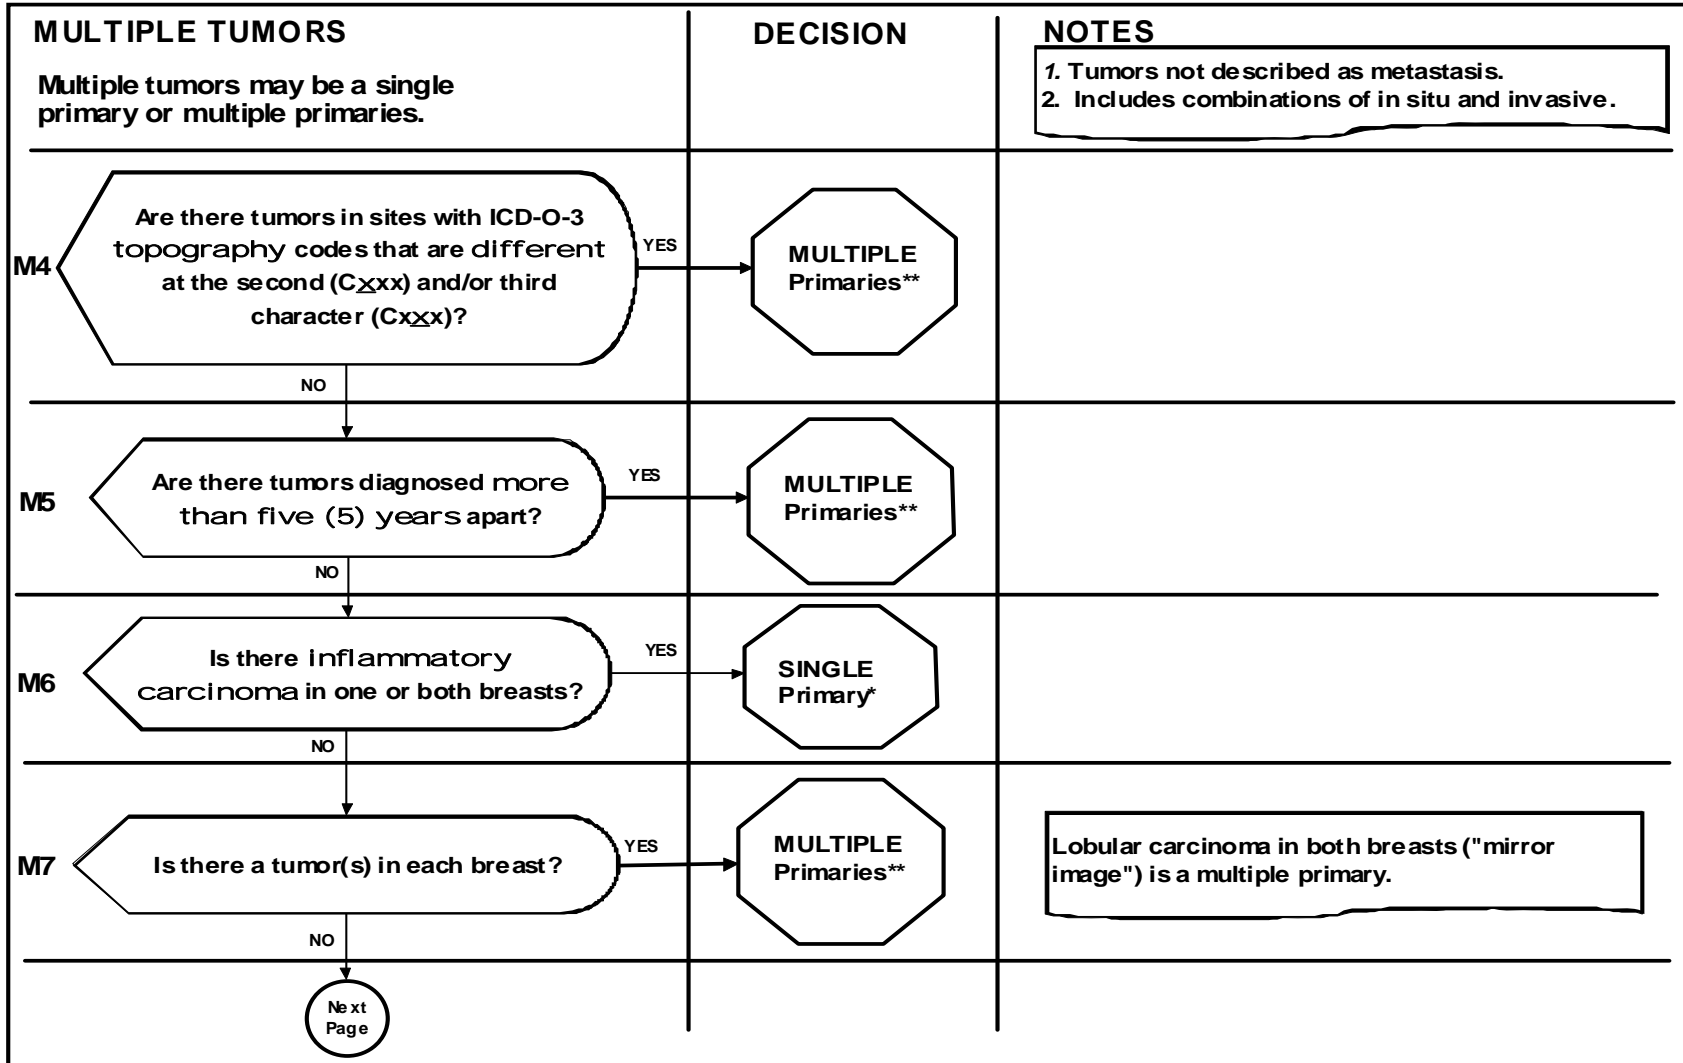 MULTIPLE TUMORS
DECISION
NOTES
Multiple tumors may be a single
primary or multiple primaries.
1. Tumors not described as metastasis.
2. Includes combinations of in situ and invasive.
M4
Are there tumors in sites with ICD-O-3
topography codes that are different
at the second (Cxxx) and/or third
character (Cxxx)?
YES
MULTIPLE
Primaries**
NO
M5
Are there tumors diagnosed more
than five (5) years apart?
YES
MULTIPLE
Primaries**
NO
M6
Is there inflammatory
carcinoma in one or both breasts?
YES
SINGLE
Primary*
NO
M7
Is there a tumor(s) in each breast?
YES
MULTIPLE
Primaries**
Lobular carcinoma in both breasts ("mirror
image") is a multiple primary.
NO
Next
Page